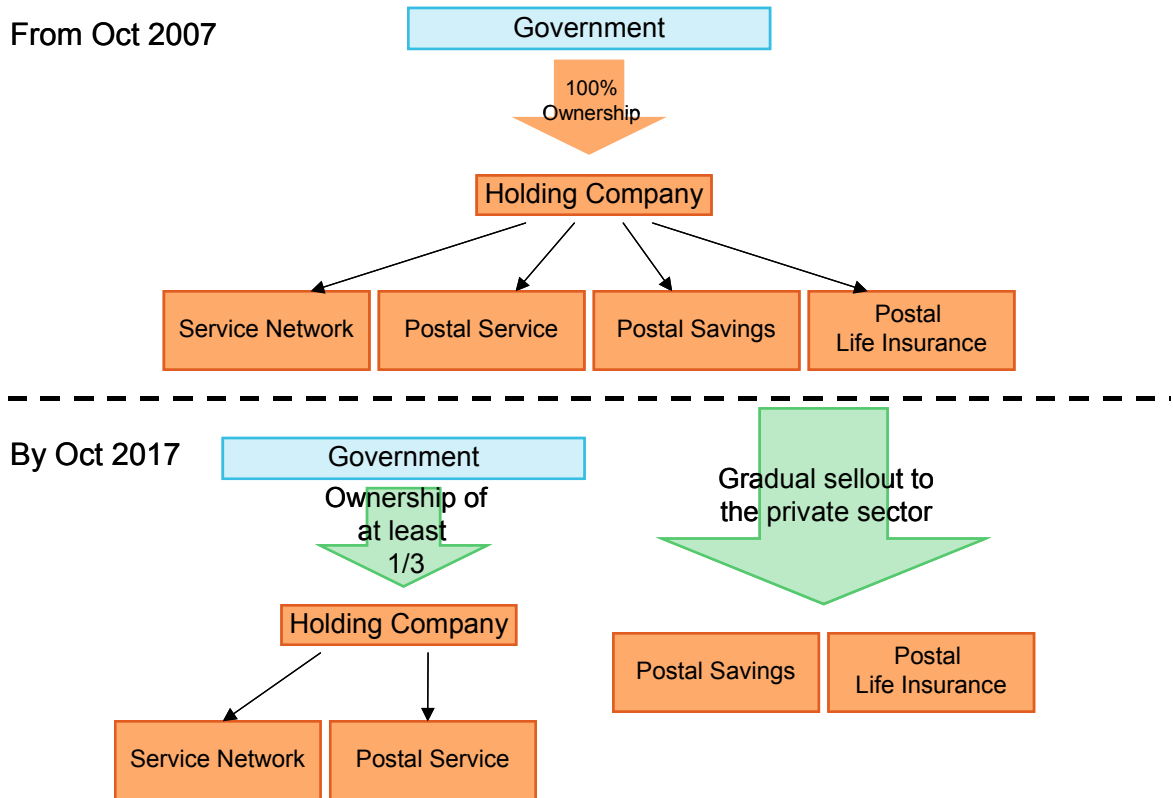 From Oct 2007
Government
100%
Ownership
Holding Company
Service Network
Postal Service
Postal Savings
Postal
Life Insurance
By Oct 2017
Government
Ownership of
at least
1/3
Gradual sellout to
the private sector
Holding Company
Postal Savings
Postal
Life Insurance
Service Network
Postal Service